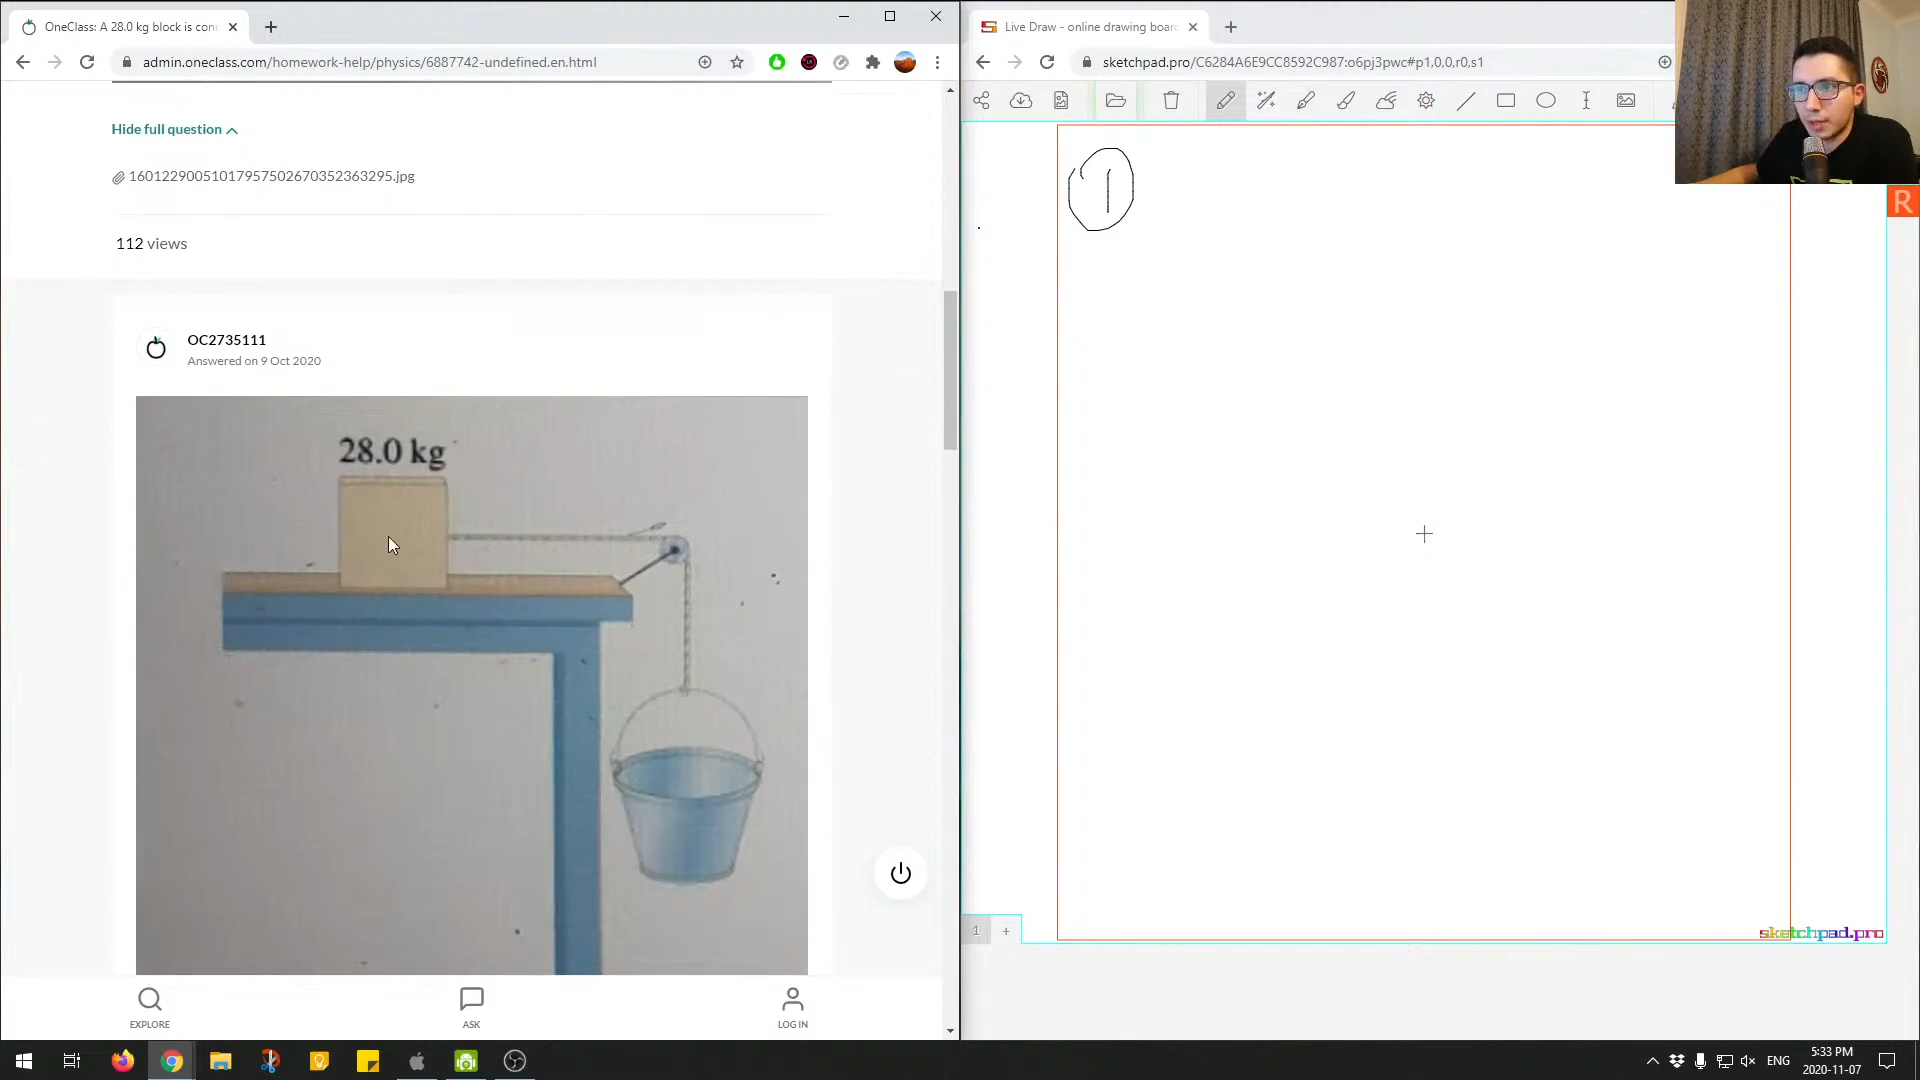 OneClass: A 28.0 kg block is con
admin.oneclass.com/homework-help/physics/6887742-undefined.en.html
Hide full question
16012290051017957502670352363295.jpg
112 views
OC2735111
Answered on 9 Oct 2020
28.0 kg
EXPLORE
ASK
LOG IN
Live Draw - online drawing boar
sketchpad.pro/C6284A6E9CC8592C987:o6pj3pwc#p1,0,0,r0,s1
R
1
1 +
sketchpad.pro
ENG
5:33 PM
2020-11-07